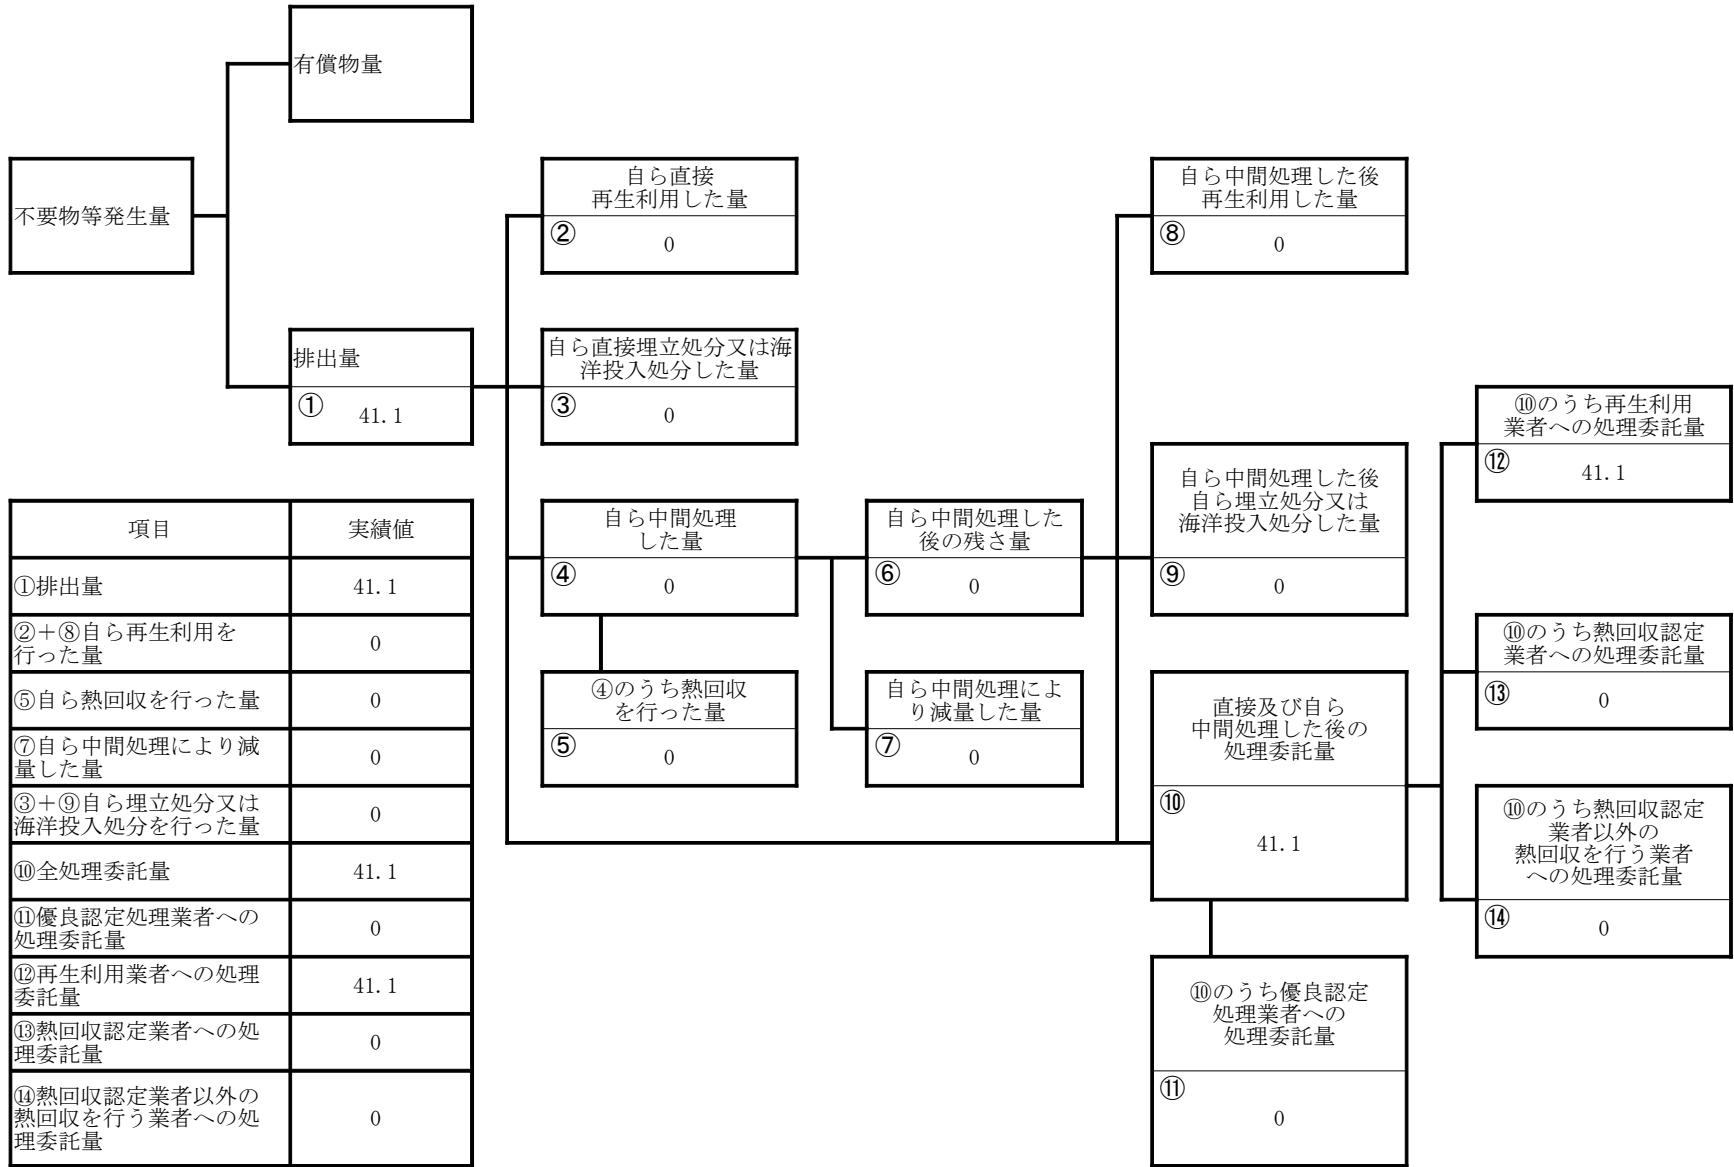 有償物量
不要物等発生量
自ら直接
再生利用した量
②
0
自ら中間処理した後
再生利用した量
⑧
0
排出量
①
41.1
自ら直接埋立処分又は海
洋投入処分した量
③
0
⑩のうち再生利用
業者への処理委託量
⑫
41.1
自ら中間処理
した量
④
0
自ら中間処理した
後の残さ量
⑥
0
自ら中間処理した後
自ら埋立処分又は
海洋投入処分した量
⑨
0
⑩のうち熱回収認定
業者への処理委託量
⑬
0
④のうち熱回収
を行った量
⑤
0
自ら中間処理によ
り減量した量
⑦
0
直接及び自ら
中間処理した後の
処理委託量
⑩
41.1
⑩のうち熱回収認定
業者以外の
熱回収を行う業者
への処理委託量
⑭
0
⑩のうち優良認定
処理業者への
処理委託量
⑪
0
項目 実績値
①排出量 41.1
②＋⑧自ら再生利用を
行った量 0
⑤自ら熱回収を行った量 0
⑦自ら中間処理により減
量した量 0
③＋⑨自ら埋立処分又は
海洋投入処分を行った量 0
⑩全処理委託量 41.1
⑪優良認定処理業者への
処理委託量 0
⑫再生利用業者への処理
委託量 41.1
⑬熱回収認定業者への処
理委託量 0
⑭熱回収認定業者以外の
熱回収を行う業者への処
理委託量 0